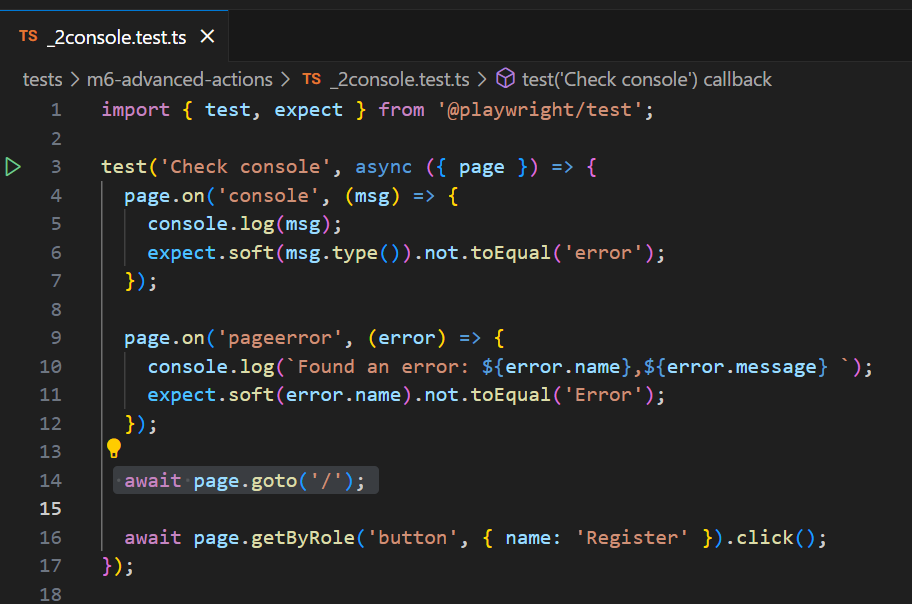 TS _2console.test.ts ×
tests > m6-advanced-actions > TS _2console.test.ts > test('Check console') callback
1 import { test, expect } from '@playwright/test';
2
3 test('Check console', async ({ page }) => {
4 page.on('console', (msg) => {
5 console.log(msg);
6 expect.soft(msg.type()).not.toEqual('error');
7 });
8
9 page.on('pageerror', (error) => {
10 console.log(`Found an error: ${error.name},${error.message} `);
11 expect.soft(error.name).not.toEqual('Error');
12 });
13
14 await page.goto('/');
15
16 await page.getByRole('button', { name: 'Register' }).click();
17 });
18